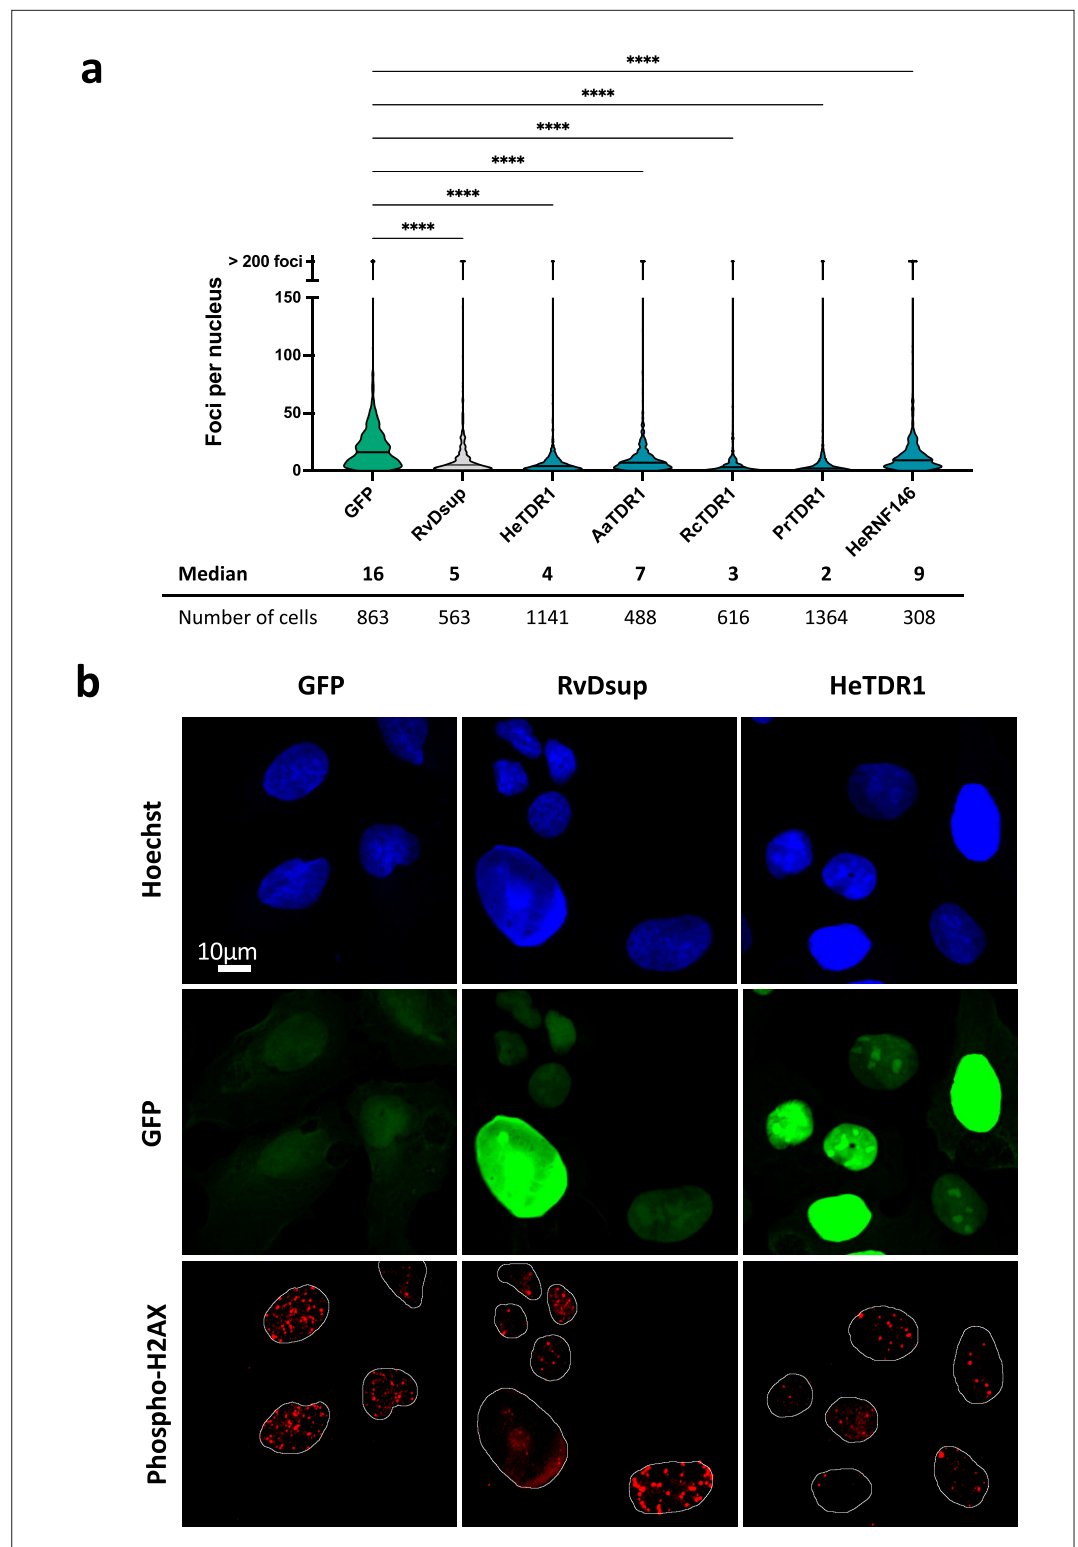 a
****
****
****
****
****
****
> 200 foci
150
100
50
0
Foci per nucleus
GFP RvDsup HeTDR1 AaTDR1 RcTDR1 PrTDR1 HeRNF146
Median 16 5 4 7 3 2 9
Number of cells 863 563 1141 488 616 1364 308
b
GFP RvDsup HeTDR1
Hoechst
10µm
GFP
Phospho-H2AX